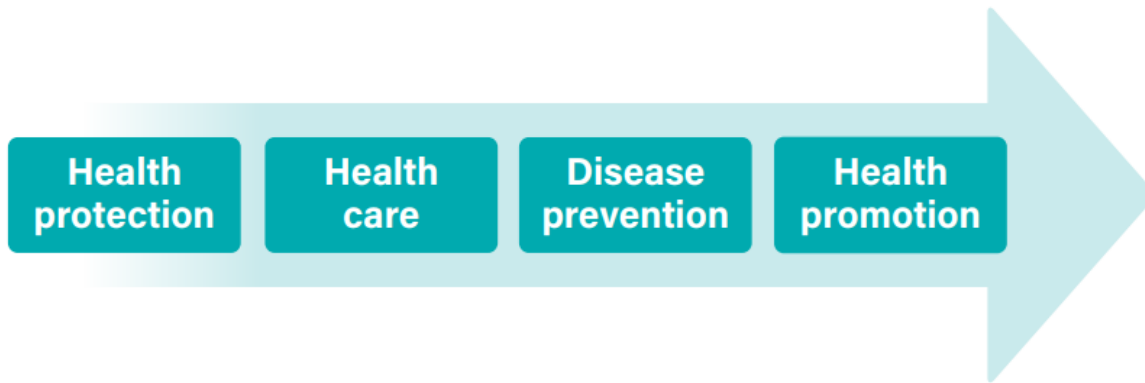 Health
protection
Health
care
Disease
prevention
Health
promotion